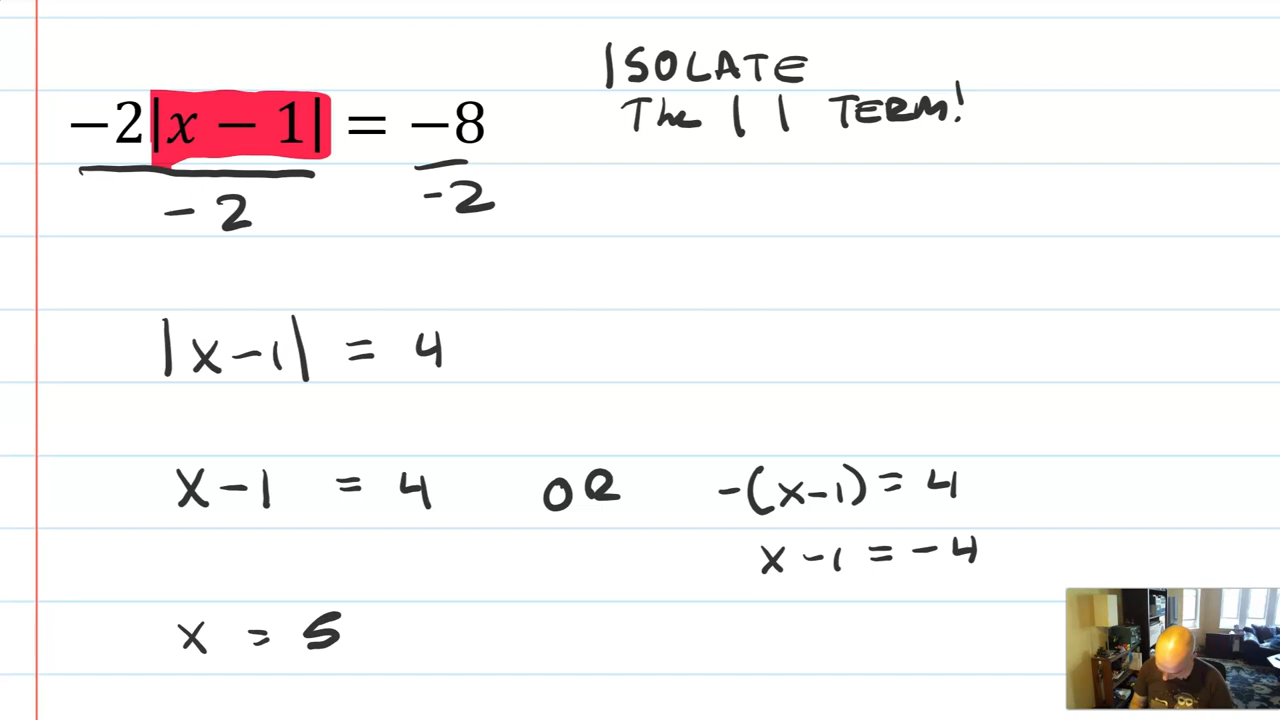 ISOLATE
The | | TERM!
−2|x − 1| = −8
-2 -2
|x-1| = 4
x-1 = 4 OR -(x-1) = 4
x-1 = -4
x = 5